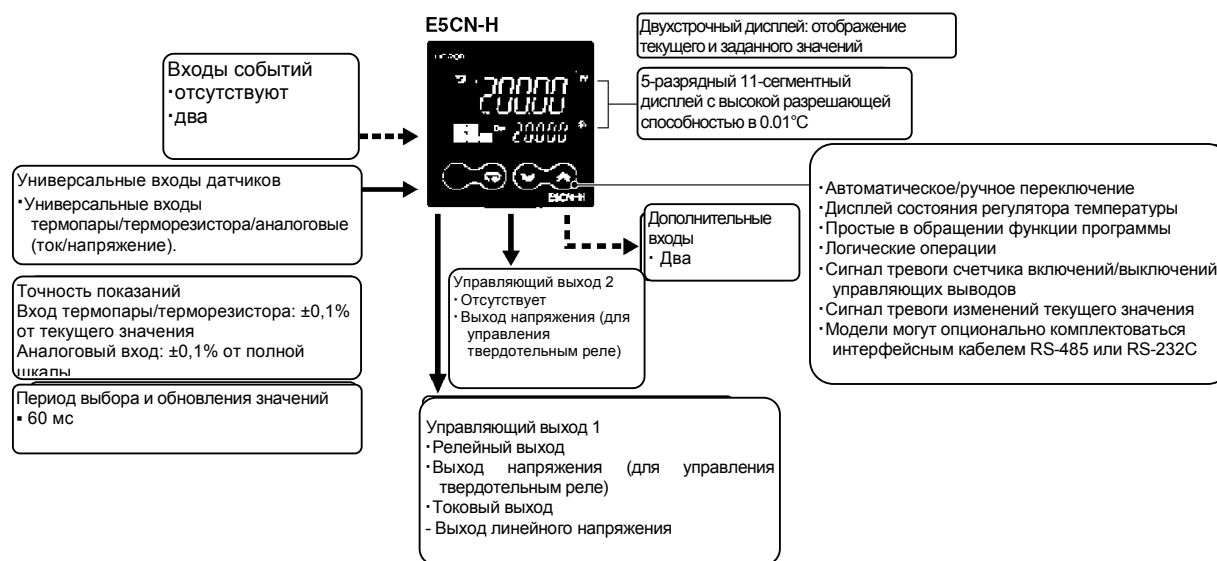 E5CN-H
Двухстрочный дисплей: отображение
текущего и заданного значений
5-разрядный 11-сегментный
дисплей с высокой разрешающей
способностью в 0.01°C
Входы событий
·отсутствуют
·два
20000
PV
20000
E5CN-H
Универсальные входы датчиков
·Универсальные входы
термопары/терморезистора/аналоговые
(ток/напряжение).
Точность показаний
Вход термопары/терморезистора: ±0,1%
от текущего значения
Аналоговый вход: ±0,1% от полной
шкалы
Период выбора и обновления значений
▪ 60 мс
Дополнительные
входы
· Два
Управляющий выход 2
· Отсутствует
· Выход напряжения (для
управления
твердотельным реле)
·Автоматическое/ручное переключение
·Дисплей состояния регулятора температуры
·Простые в обращении функции программы
·Логические операции
·Сигнал тревоги счетчика включений/выключений
управляющих выводов
·Сигнал тревоги изменений текущего значения
·Модели могут опционально комплектоваться
интерфейсным кабелем RS-485 или RS-232C
Управляющий выход 1
·Релейный выход
·Выход напряжения (для управления
твердотельным реле)
·Токовый выход
- Выход линейного напряжения